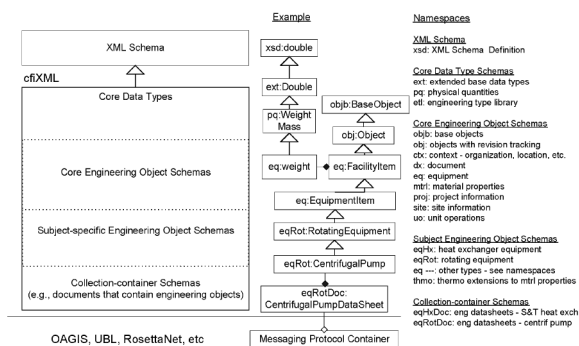 Example
Namespaces
XML Schema
cfiXML
Core Data Types
Core Engineering Object Schemas
Subject-specific Engineering Object Schemas
Collection-container Schemas
(e.g., documents that contain engineering objects)
OAGIS, UBL, RosettaNet, etc
xsd:double
ext:Double
pq:Weight
Mass
eq:weight
objb:BaseObject
obj:Object
eq:FacilityItem
eq:EquipmentItem
eqRot:RotatingEquipment
eqRot:CentrifugalPump
eqRotDoc:
CentrifugalPumpDataSheet
Messaging Protocol Container
XML Schema
xsd: XML Schema Definition
Core Data Type Schemas
ext: extended base data types
pq: physical quantities
etl: engineering type library
Core Engineering Object Schemas
objb: base objects
obj: objects with revision tracking
ctx: context - organization, location, etc.
dx: document
eq: equipment
mtrl: material properties
proj: project information
site: site information
uo: unit operations
Subject Engineering Object Schemas
eqHx: heat exchanger equipment
eqRot: rotating equipment
eq ---: other types - see namespaces
thmo: thermo extensions to mtrl properties
Collection-container Schemas
eqHxDoc: eng datasheets - S&T heat exch
eqRotDoc: eng datasheets - centrif pump